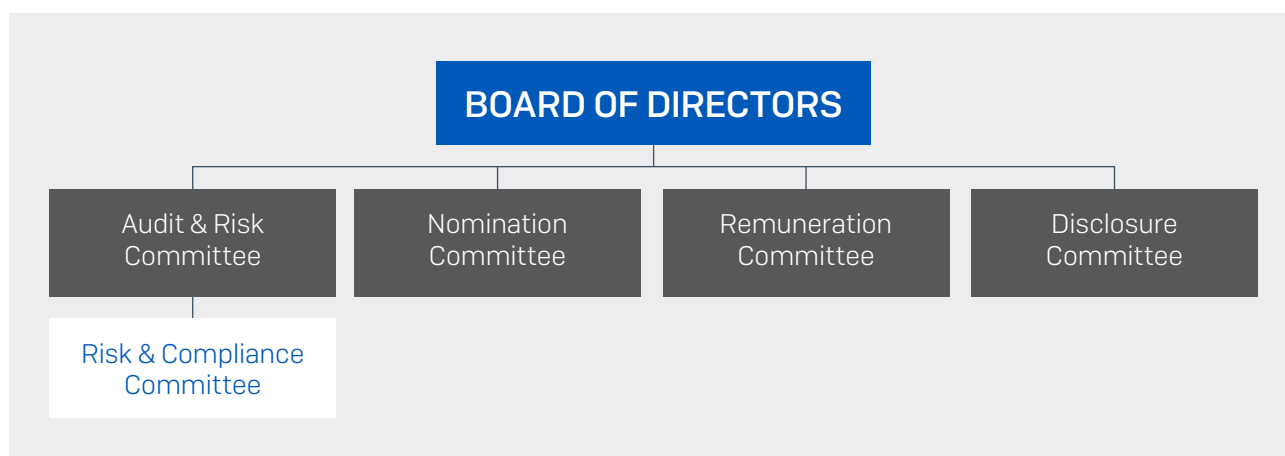 BOARD OF DIRECTORS
Audit & Risk
Committee
Nomination
Committee
Remuneration
Committee
Disclosure
Committee
Risk & Compliance
Committee